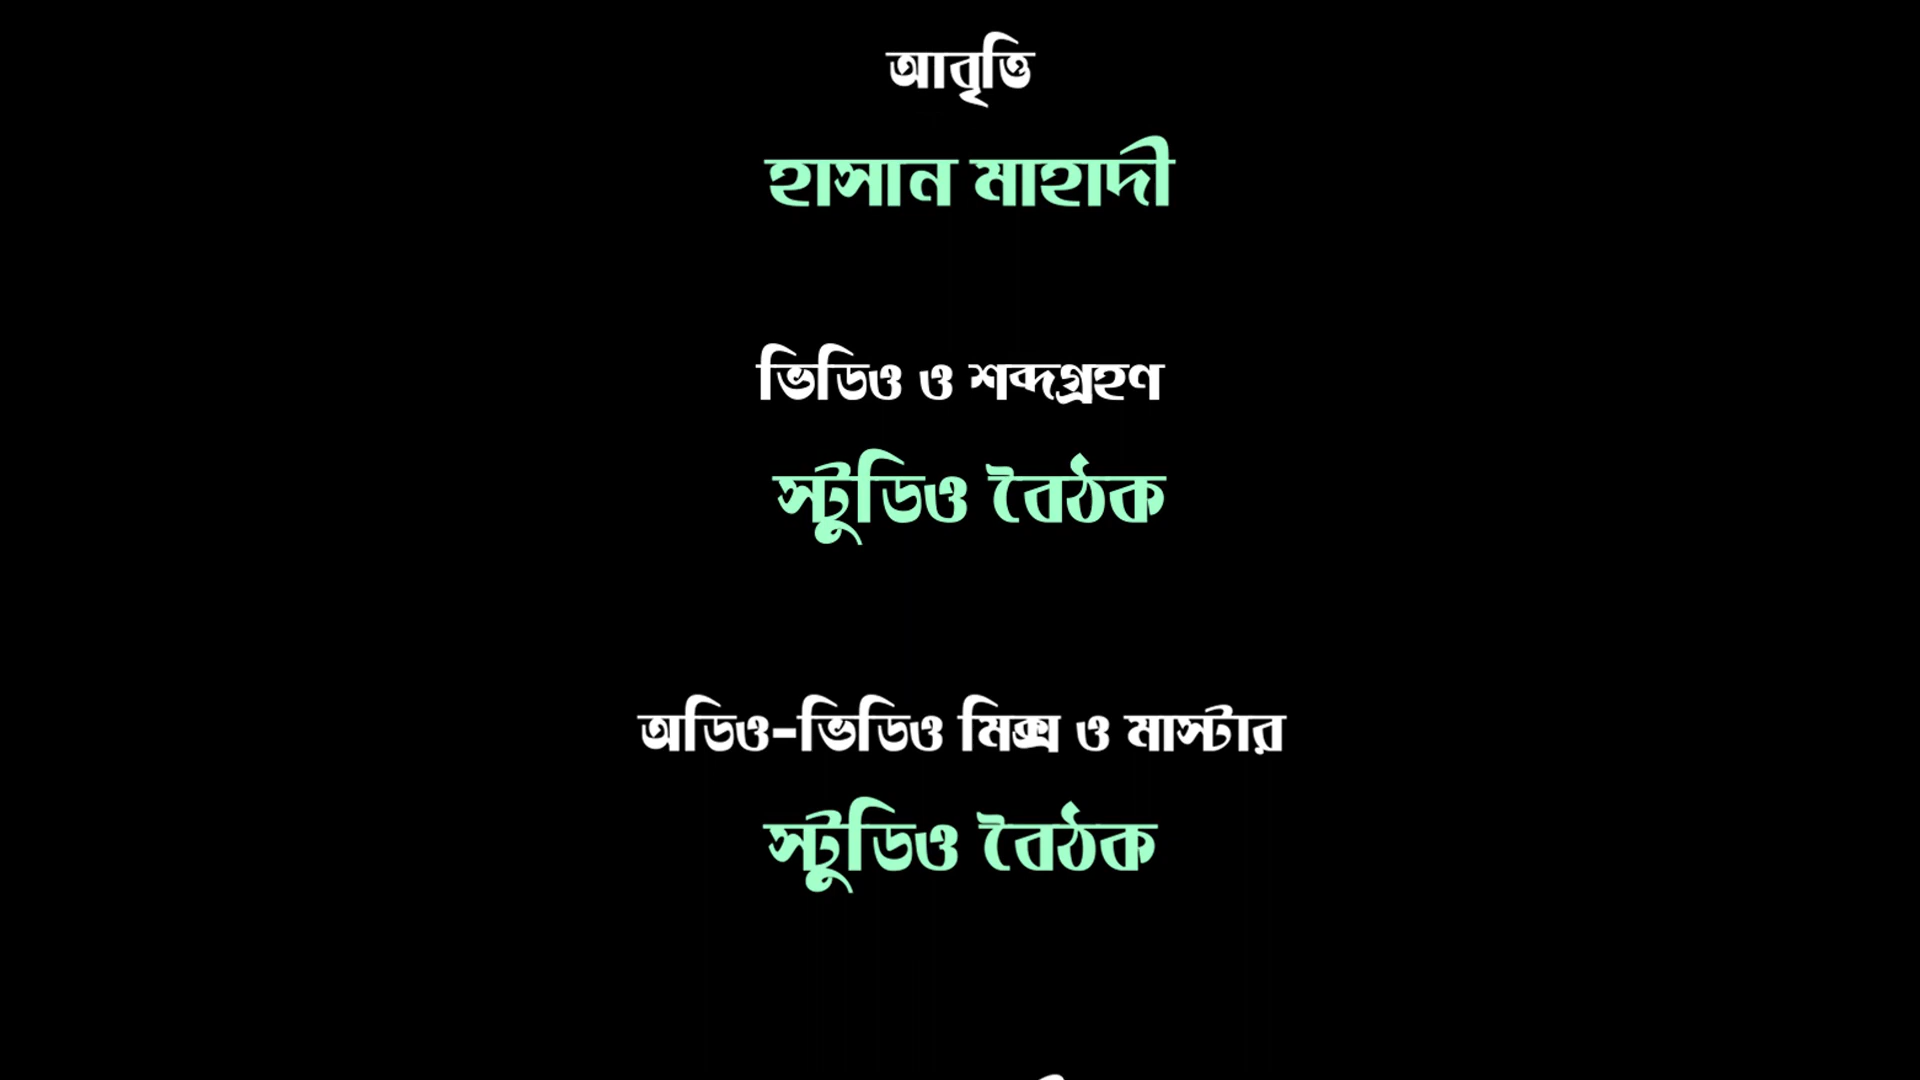 আবৃত্তি
হাসান মাহাদী
ভিডিও ও শব্দগ্রহণ
স্টুডিও বৈঠক
অডিও-ভিডিও মিক্স ও মাস্টার
স্টুডিও বৈঠক